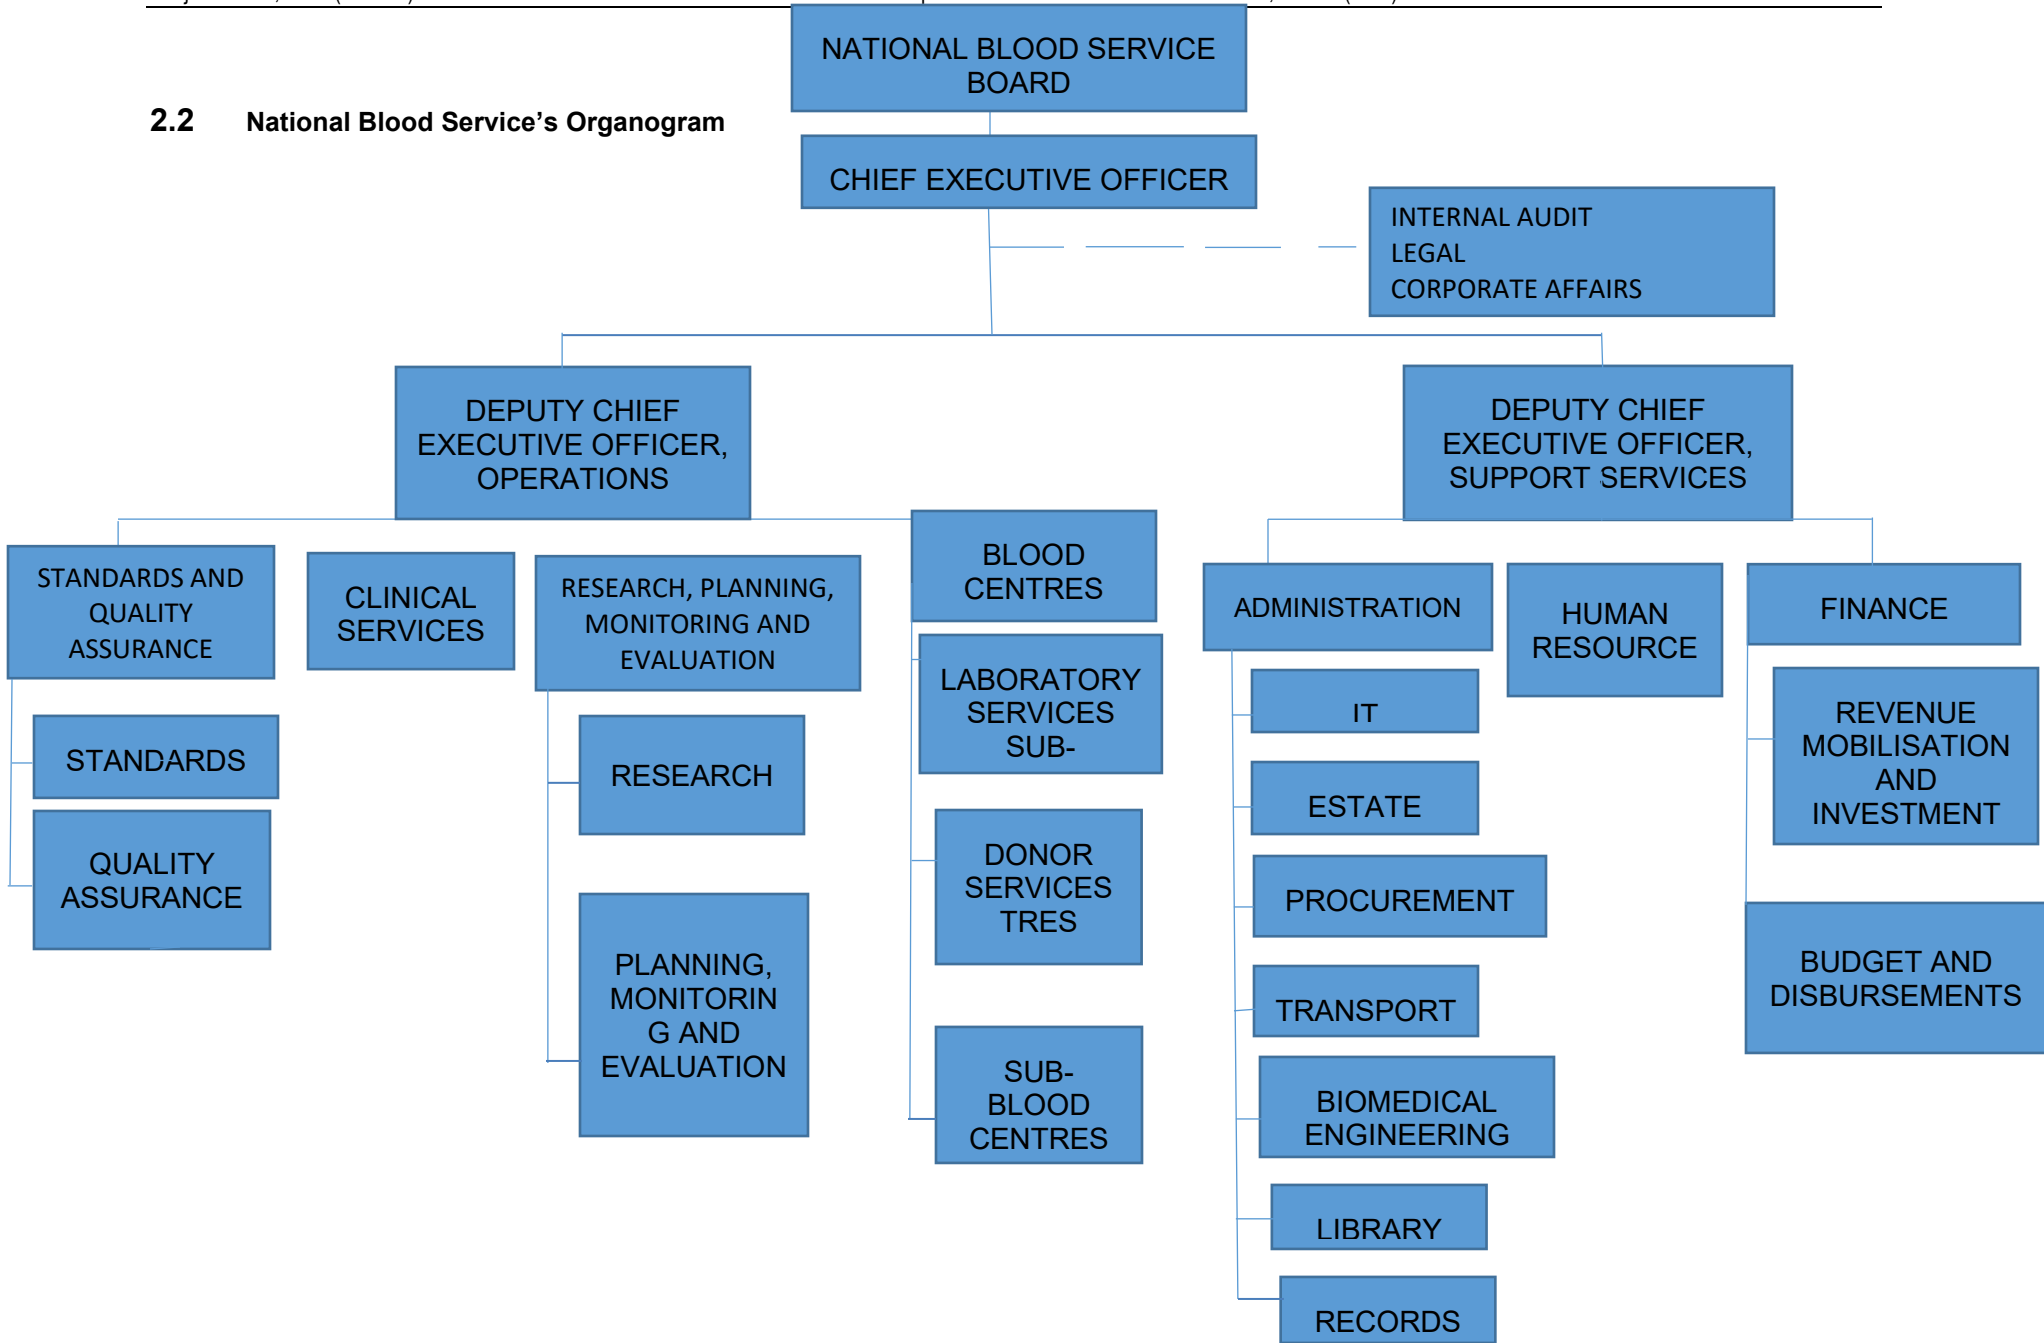 NATIONAL BLOOD SERVICE
BOARD
2.2 National Blood Service’s Organogram
CHIEF EXECUTIVE OFFICER
INTERNAL AUDIT
LEGAL
CORPORATE AFFAIRS
DEPUTY CHIEF
EXECUTIVE OFFICER,
OPERATIONS
DEPUTY CHIEF
EXECUTIVE OFFICER,
SUPPORT SERVICES
STANDARDS AND
QUALITY
ASSURANCE
CLINICAL
SERVICES
RESEARCH, PLANNING,
MONITORING AND
EVALUATION
BLOOD
CENTRES
ADMINISTRATION
HUMAN
RESOURCE
FINANCE
STANDARDS
QUALITY
ASSURANCE
RESEARCH
PLANNING,
MONITORIN
G AND
EVALUATION
LABORATORY
SERVICES
SUB-
DONOR
SERVICES
TRES
SUB-
BLOOD
CENTRES
IT
ESTATE
PROCUREMENT
TRANSPORT
BIOMEDICAL
ENGINEERING
LIBRARY
RECORDS
REVENUE
MOBILISATION
AND
INVESTMENT
BUDGET AND
DISBURSEMENTS